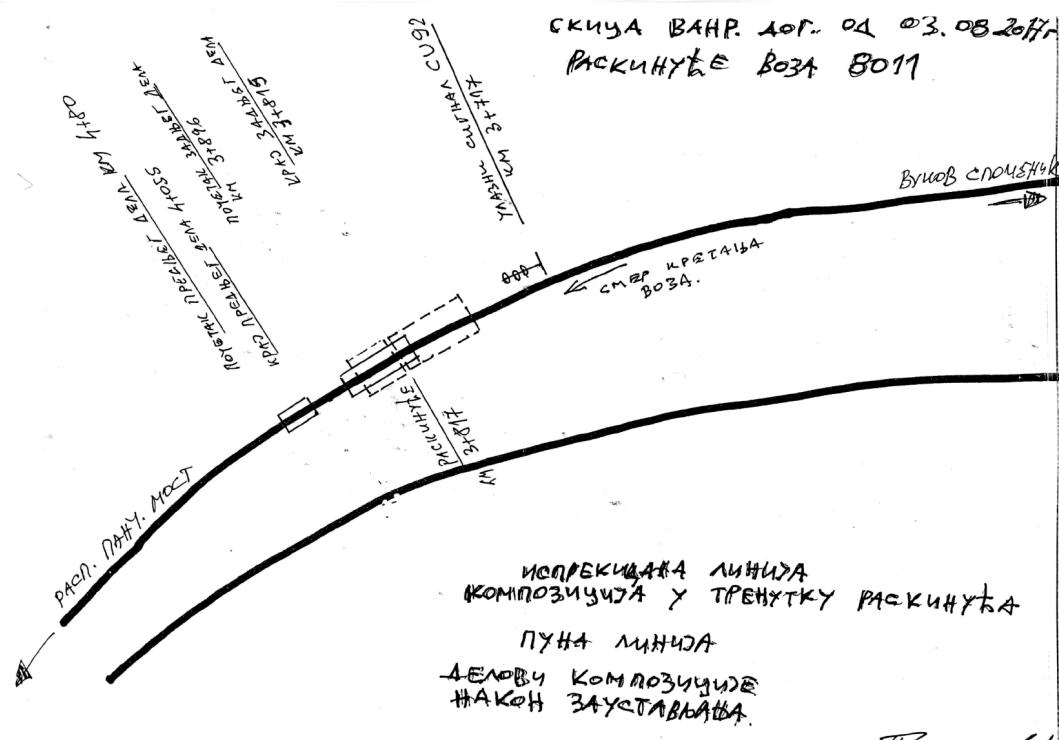 СКИЦА ВАНР. ДОГ. ОД 03.08.2017г
РАСКИНУЋЕ ВОЗА 8011
УЛАЗНИ СИГНАЛ СУ92
КМ 3+717
КРАЈ ЗАДЊЕГ ДЕЛА
КМ 3+815
ПОЧЕТАК ЗАДЊЕГ ДЕЛА
КМ 3+896
ПОЧЕТАК ПРЕДЊЕГ ДЕЛА КМ 4+80
КРАЈ ПРЕДЊЕГ ДЕЛА 4+055
ВУКОВ СПОМЕНИК
СМЕР КРЕТАЊА
ВОЗА.
РАСКИНУЋЕ
КМ 3+817
РАСП. ПАНЧ. МОСТ
ИСПРЕКИДАНА ЛИНИЈА
КОМПОЗИЦИЈА У ТРЕНУТКУ РАСКИНУЋА
ПУНА ЛИНИЈА
ДЕЛОВИ КОМПОЗИЦИЈЕ
НАКОН ЗАУСТАВЉАЊА.